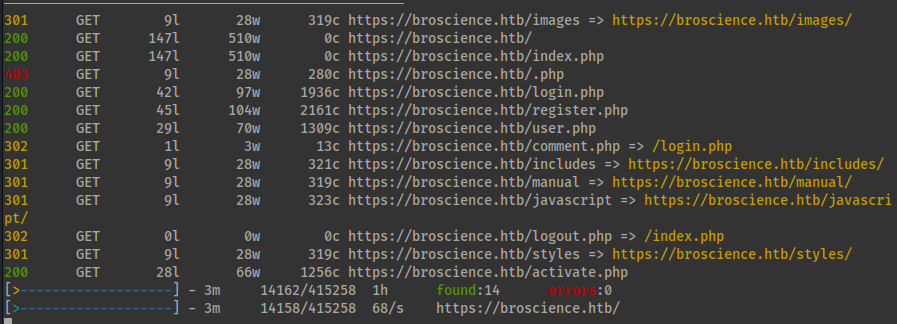 301 GET 9l 28w 319c https://broscience.htb/images => https://broscience.htb/images/
200 GET 147l 510w 0c https://broscience.htb/
200 GET 147l 510w 0c https://broscience.htb/index.php
403 GET 9l 28w 280c https://broscience.htb/.php
200 GET 42l 97w 1936c https://broscience.htb/login.php
200 GET 45l 104w 2161c https://broscience.htb/register.php
200 GET 29l 70w 1309c https://broscience.htb/user.php
302 GET 1l 3w 13c https://broscience.htb/comment.php => /login.php
301 GET 9l 28w 321c https://broscience.htb/includes => https://broscience.htb/includes/
301 GET 9l 28w 319c https://broscience.htb/manual => https://broscience.htb/manual/
301 GET 9l 28w 323c https://broscience.htb/javascript => https://broscience.htb/javascri
pt/
302 GET 0l 0w 0c https://broscience.htb/logout.php => /index.php
301 GET 9l 28w 319c https://broscience.htb/styles => https://broscience.htb/styles/
200 GET 28l 66w 1256c https://broscience.htb/activate.php
[>-------------------] - 3m 14162/415258 1h found:14 errors:0
[>-------------------] - 3m 14158/415258 68/s https://broscience.htb/